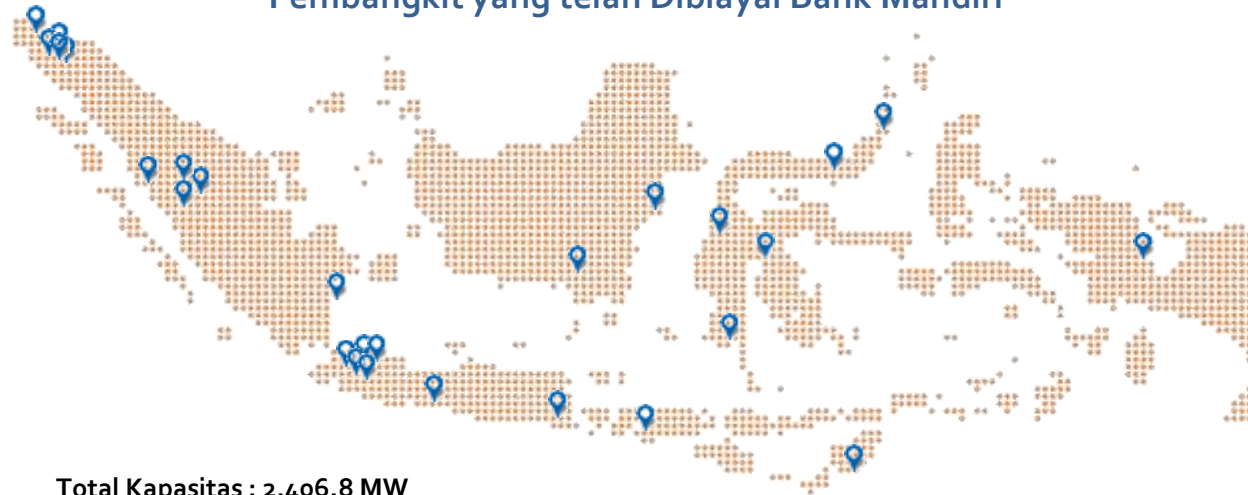 Pembangkit yang telah Dibiayai Bank Mandiri
Total Kapasitas : 2.406,8 MW